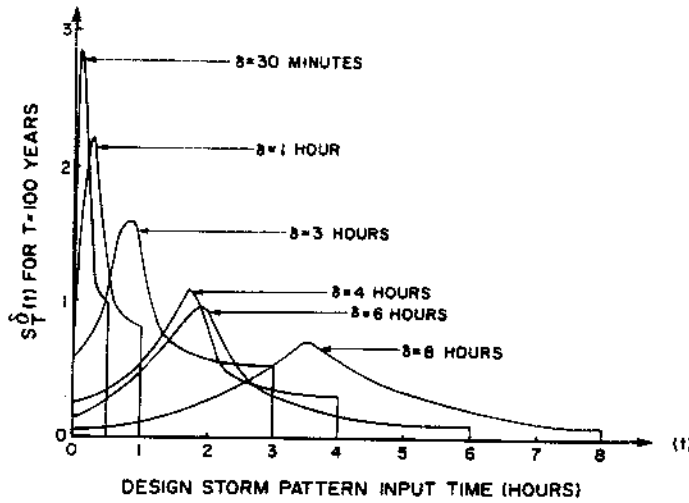 3
δ=30 MINUTES
2
δ=1 HOUR
δ=3 HOURS
1
δ=4 HOURS
δ=6 HOURS
δ=8 HOURS
0
0 1 2 3 4 5 6 7 8 (t)
S_T^δ(t) FOR T=100 YEARS
DESIGN STORM PATTERN INPUT TIME (HOURS)